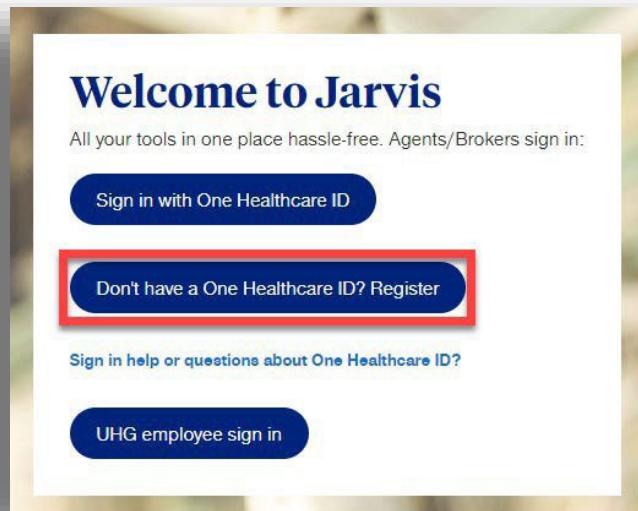 Welcome to Jarvis
All your tools in one place hassle-free. Agents/Brokers sign in:
Sign in with One Healthcare ID
Don't have a One Healthcare ID? Register
Sign in help or questions about One Healthcare ID?
UHG employee sign in